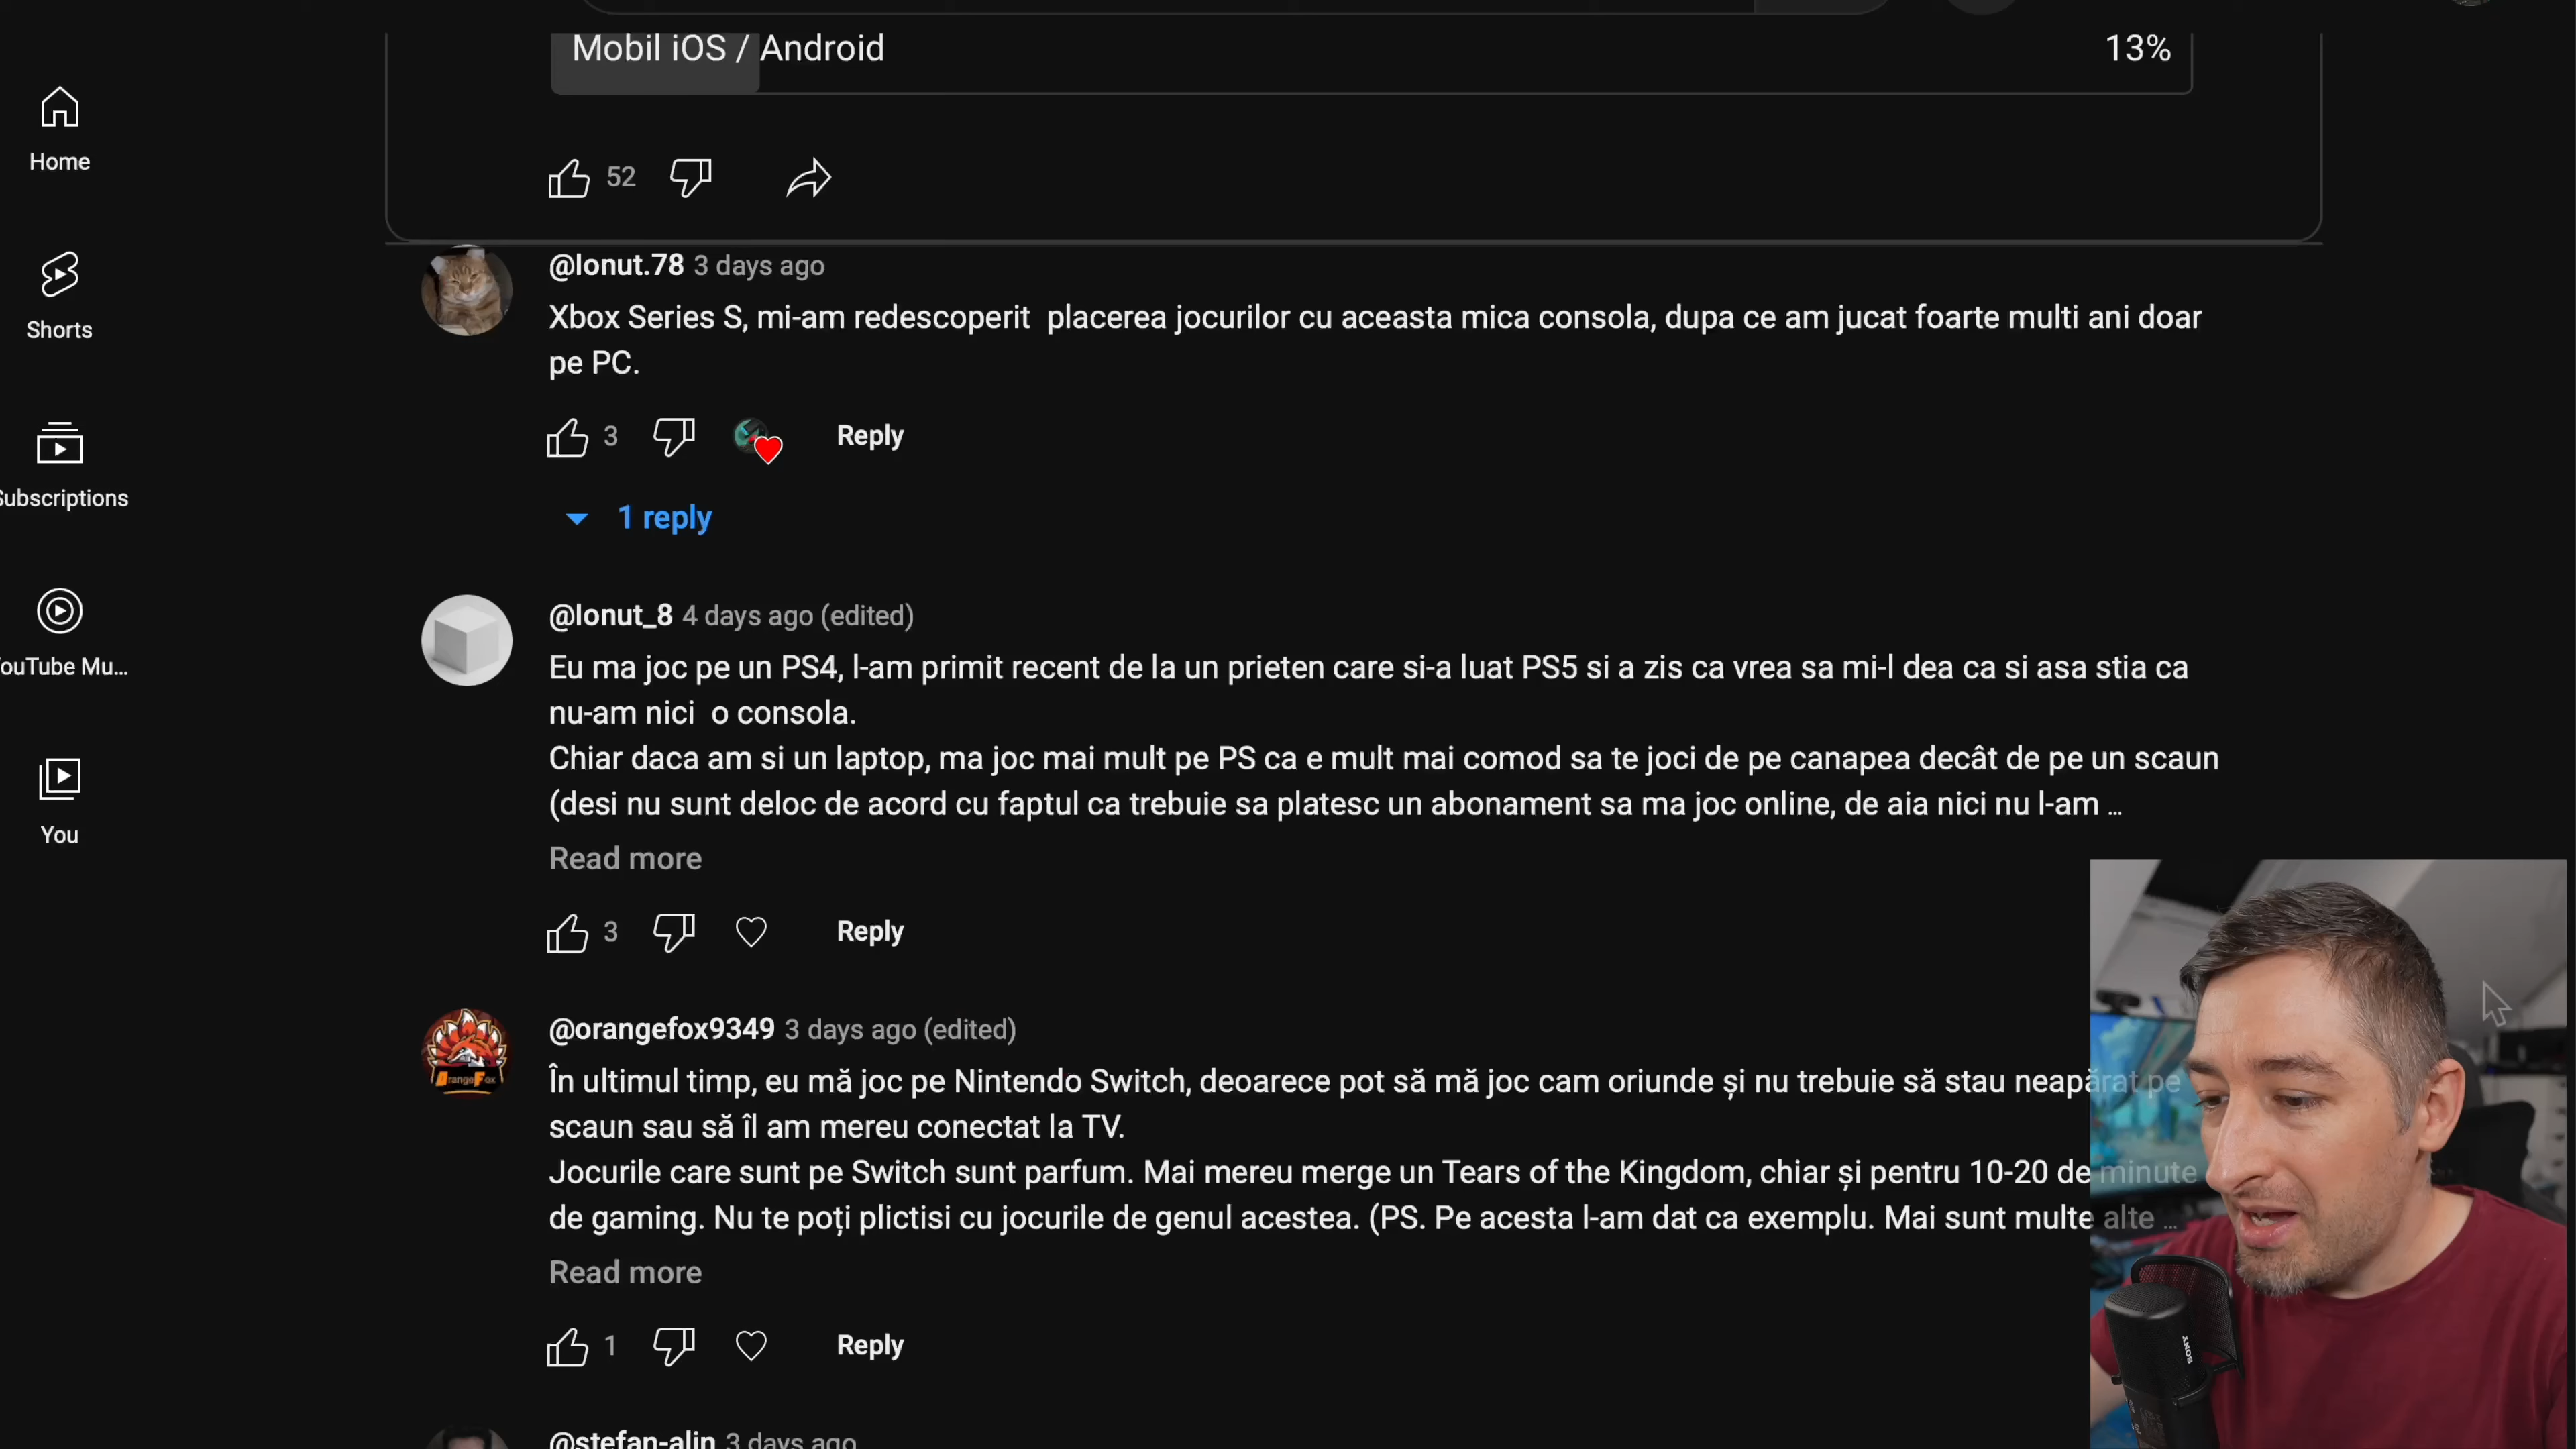 Mobil iOS / Android
13%
Home
52
@Ionut.78 3 days ago
Shorts
Xbox Series S, mi-am redescoperit placerea jocurilor cu aceasta mica consola, dupa ce am jucat foarte multi ani doar
pe PC.
3
Reply
Subscriptions
1 reply
@Ionut_8 4 days ago (edited)
YouTube Mu...
Eu ma joc pe un PS4, l-am primit recent de la un prieten care si-a luat PS5 si a zis ca vrea sa mi-l dea ca si asa stia ca
nu-am nici o consola.
Chiar daca am si un laptop, ma joc mai mult pe PS ca e mult mai comod sa te joci de pe canapea decât de pe un scaun
(desi nu sunt deloc de acord cu faptul ca trebuie sa platesc un abonament sa ma joc online, de aia nici nu l-am ...
You
Read more
3
Reply
@orangefox9349 3 days ago (edited)
În ultimul timp, eu mă joc pe Nintendo Switch, deoarece pot să mă joc cam oriunde și nu trebuie să stau neapărat pe
scaun sau să îl am mereu conectat la TV.
Jocurile care sunt pe Switch sunt parfum. Mai mereu merge un Tears of the Kingdom, chiar și pentru 10-20 de minute
de gaming. Nu te poți plictisi cu jocurile de genul acestea. (PS. Pe acesta l-am dat ca exemplu. Mai sunt multe alte ...
Read more
1
Reply
@stefan-alin 3 days ago
OrangeFox
SONY